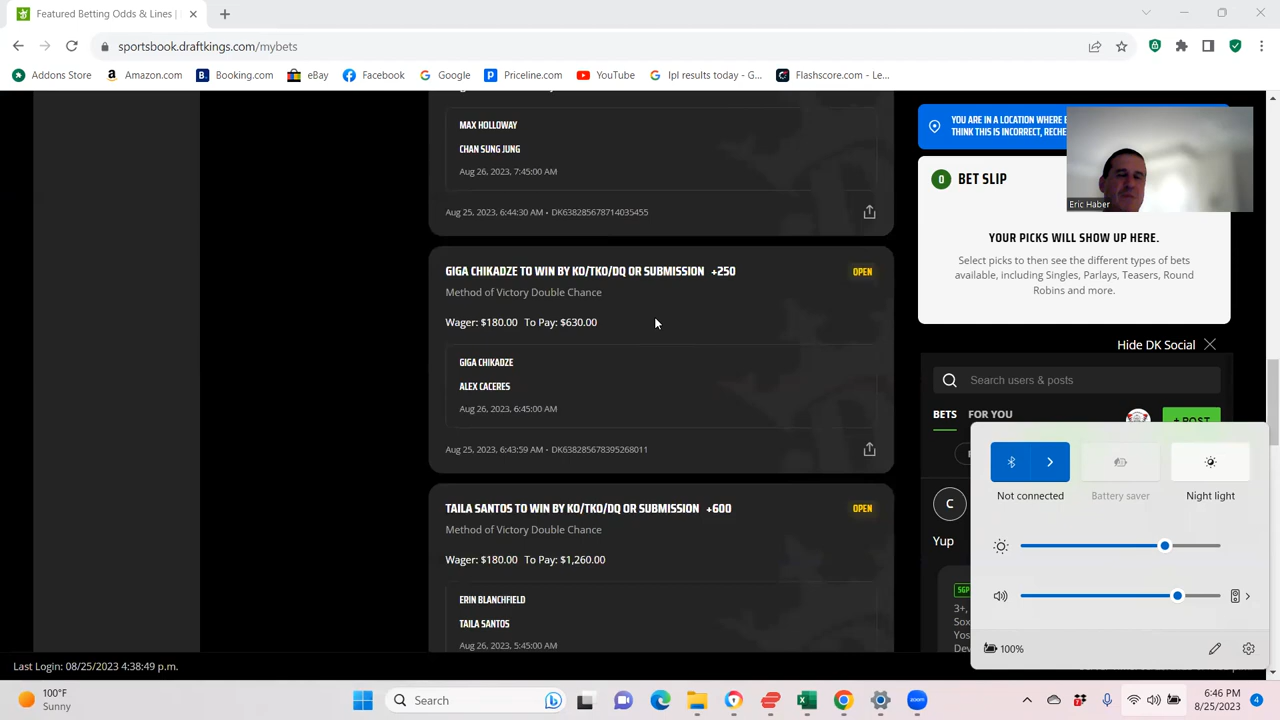 Featured Betting Odds & Lines |
sportsbook.draftkings.com/mybets
Addons Store
Amazon.com
Booking.com
eBay
Facebook
Google
Priceline.com
YouTube
Ipl results today - G...
Flashscore.com - Le...
MAX HOLLOWAY
CHAN SUNG JUNG
Aug 26, 2023, 7:45:00 AM
Aug 25, 2023, 6:44:30 AM • DK638285678714035455
GIGA CHIKADZE TO WIN BY KO/TKO/DQ OR SUBMISSION +250
OPEN
Method of Victory Double Chance
Wager: $180.00 To Pay: $630.00
GIGA CHIKADZE
ALEX CACERES
Aug 26, 2023, 6:45:00 AM
Aug 25, 2023, 6:43:59 AM • DK638285678395268011
TAILA SANTOS TO WIN BY KO/TKO/DQ OR SUBMISSION +600
OPEN
Method of Victory Double Chance
Wager: $180.00 To Pay: $1,260.00
ERIN BLANCHFIELD
TAILA SANTOS
Aug 26, 2023, 5:45:00 AM
YOU ARE IN A LOCATION WHERE
THINK THIS IS INCORRECT, RECHE
Eric Haber
0 BET SLIP
YOUR PICKS WILL SHOW UP HERE.
Select picks to then see the different types of bets
available, including Singles, Parlays, Teasers, Round
Robins and more.
Hide DK Social
Search users & posts
BETS FOR YOU
+ POST
C
Yup
SGP
3+,
Sox
Yos
Dev
Not connected
Battery saver
Night light
100%
Last Login: 08/25/2023 4:38:49 p.m.
100°F
Sunny
Search
6:46 PM
8/25/2023
4